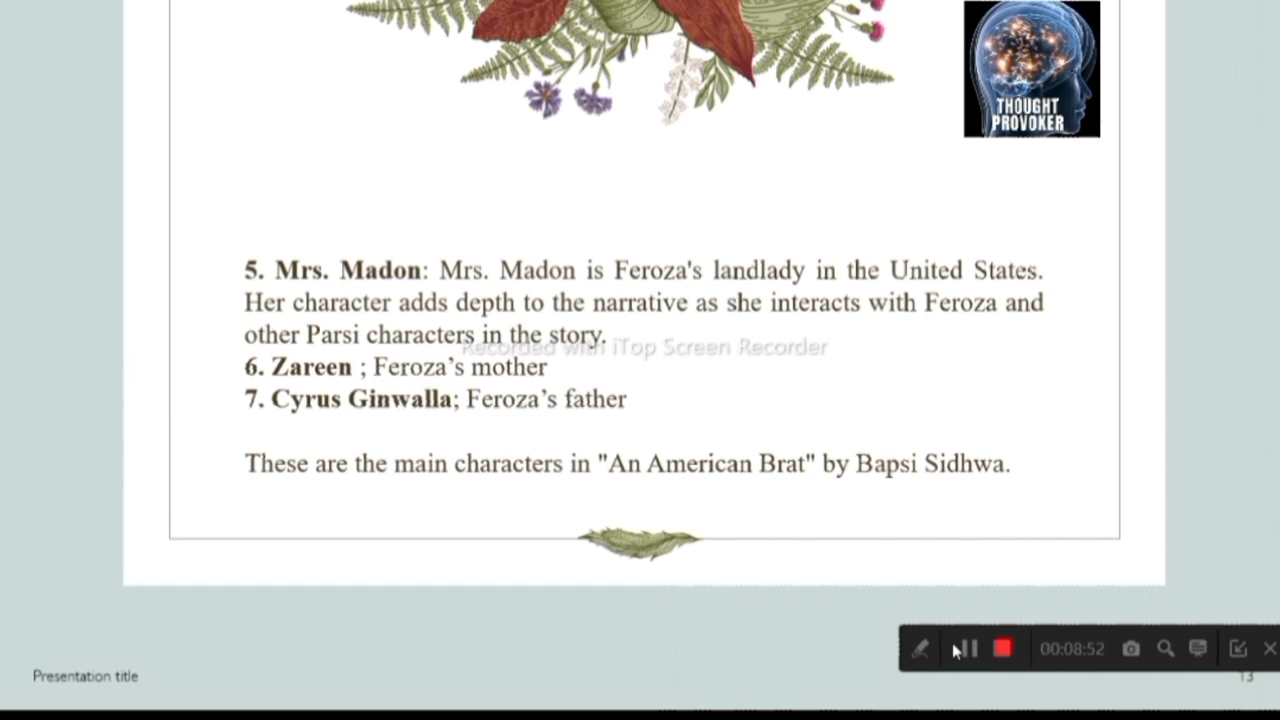 THOUGHT
PROVOKER
5. Mrs. Madon: Mrs. Madon is Feroza's landlady in the United States.
Her character adds depth to the narrative as she interacts with Feroza and
other Parsi characters in the story.
Recorded with iTop Screen Recorder
6. Zareen ; Feroza’s mother
7. Cyrus Ginwalla; Feroza’s father
These are the main characters in "An American Brat" by Bapsi Sidhwa.
00:08:52
Presentation title
13